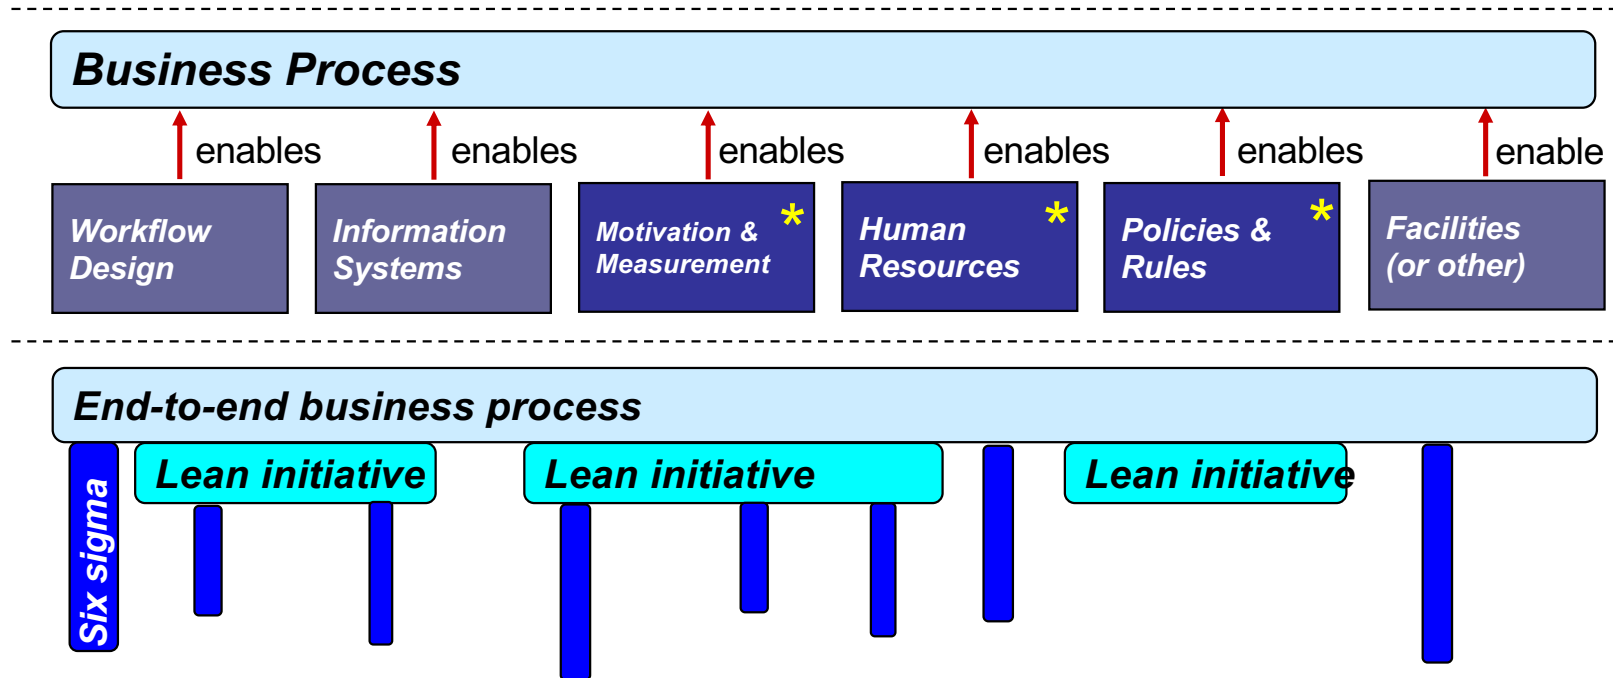 Business Process
enables enables enables enables enables enable
Workflow
Design
Information
Systems
Motivation &
Measurement
*
Human
Resources
*
Policies &
Rules
*
Facilities
(or other)
End-to-end business process
Six sigma
Lean initiative
Lean initiative
Lean initiative